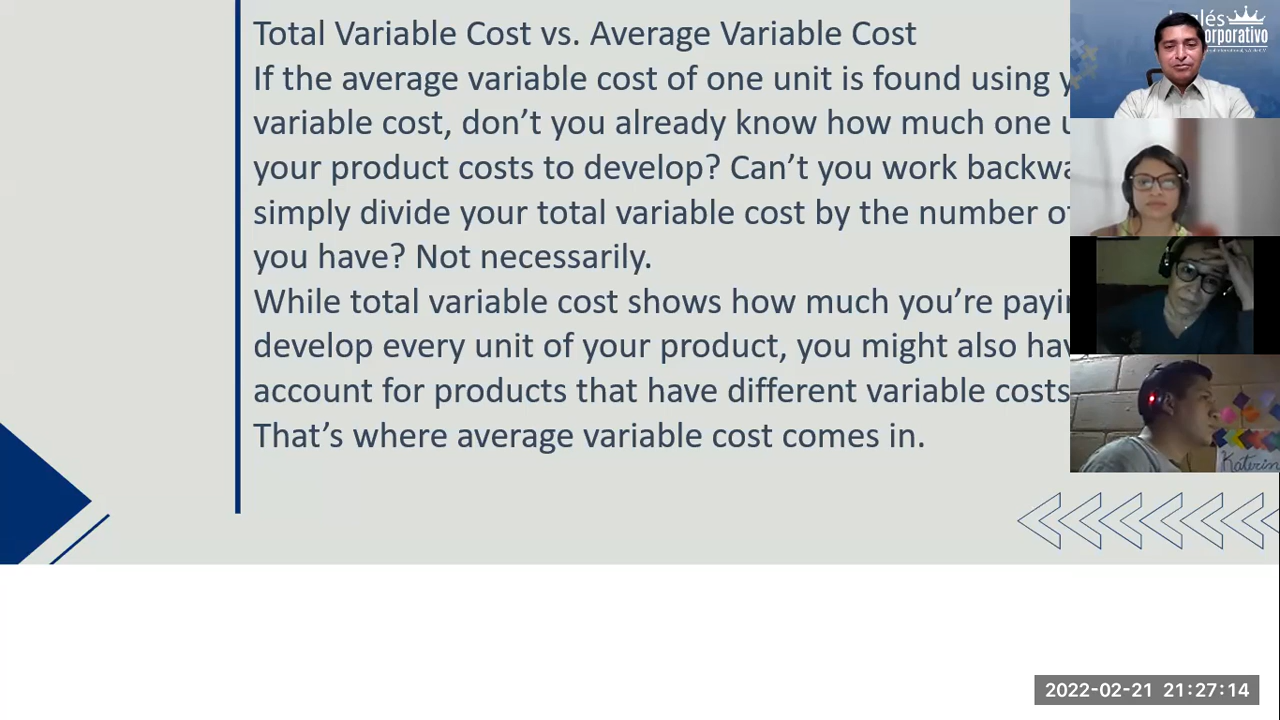 Total Variable Cost vs. Average Variable Cost
If the average variable cost of one unit is found using
variable cost, don’t you already know how much one
your product costs to develop? Can’t you work
simply divide your total variable cost by the number
you have? Not necessarily.
While total variable cost shows how much you’re
develop every unit of your product, you might also
account for products that have different variable costs
That’s where average variable cost comes in.
Katerin
2022-02-21 21:27:14